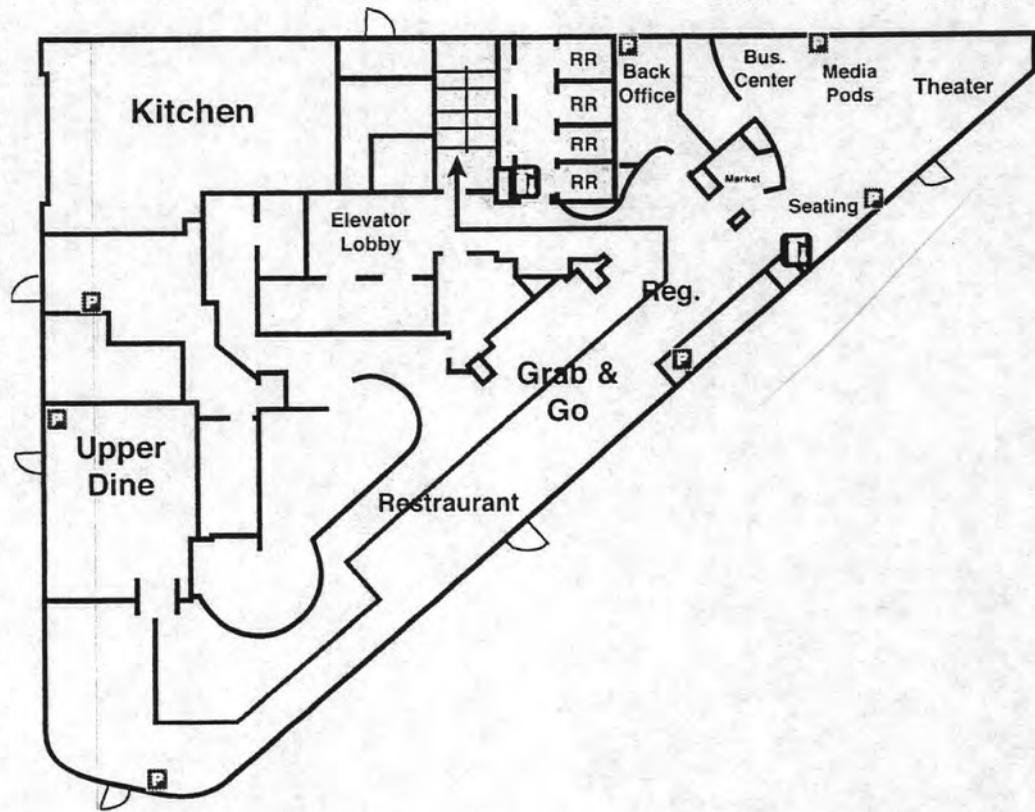 P
P
RR
Back
Office
Bus.
Center
Media
Pods
Theater
Kitchen
RR
RR
RR
Market
Elevator
Lobby
Seating
P
P
Reg.
P
Grab &
Go
P
Upper
Dine
Restraurant
P